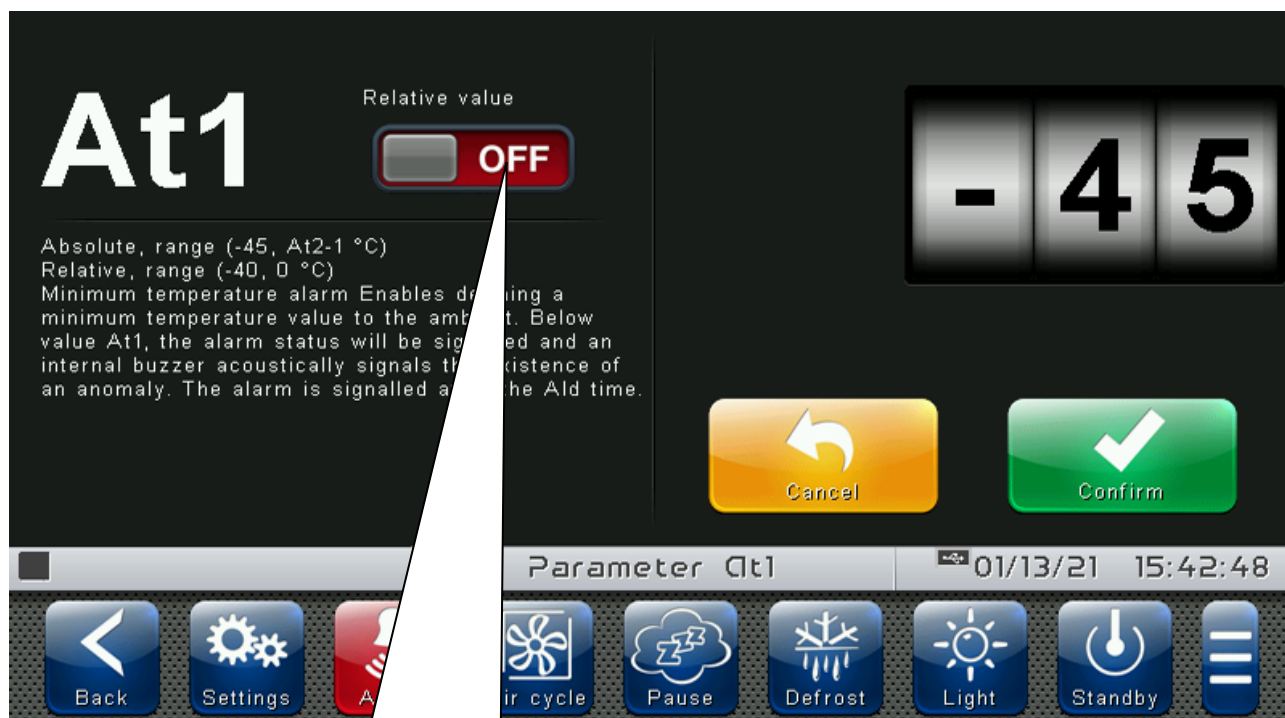 At1
Relative value
OFF
- 4 5
Absolute, range (-45, At2-1 °C)
Relative, range (-40, 0 °C)
Minimum temperature alarm Enables de ing a
minimum temperature value to the amb t. Below
value At1, the alarm status will be sig ed and an
internal buzzer acoustically signals th xistence of
an anomaly. The alarm is signalled a he Ald time.
Cancel
Confirm
Parameter At1
01/13/21 15:42:48
Back
Settings
A
ir cycle
Pause
zzz
Defrost
Light
Standby